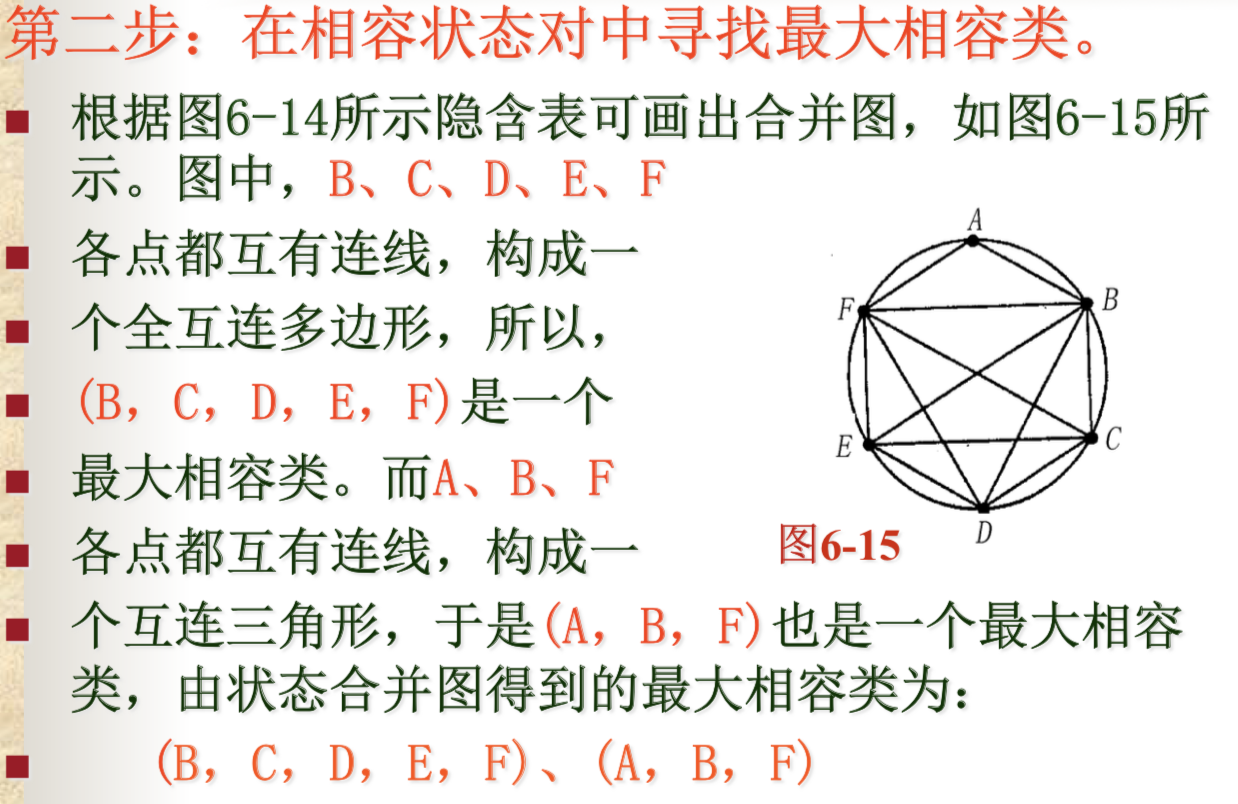 第二步：在相容状态对中寻找最大相容类。
根据图6-14所示隐含表可画出合并图，如图6-15所
示。图中，B、C、D、E、F
各点都互有连线，构成一
个全互连多边形，所以，
(B，C，D，E，F)是一个
最大相容类。而A、B、F
各点都互有连线，构成一
个互连三角形，于是(A，B，F)也是一个最大相容
类，由状态合并图得到的最大相容类为：
(B，C，D，E，F)、(A，B，F)
A
B
F
E
C
D
图6-15